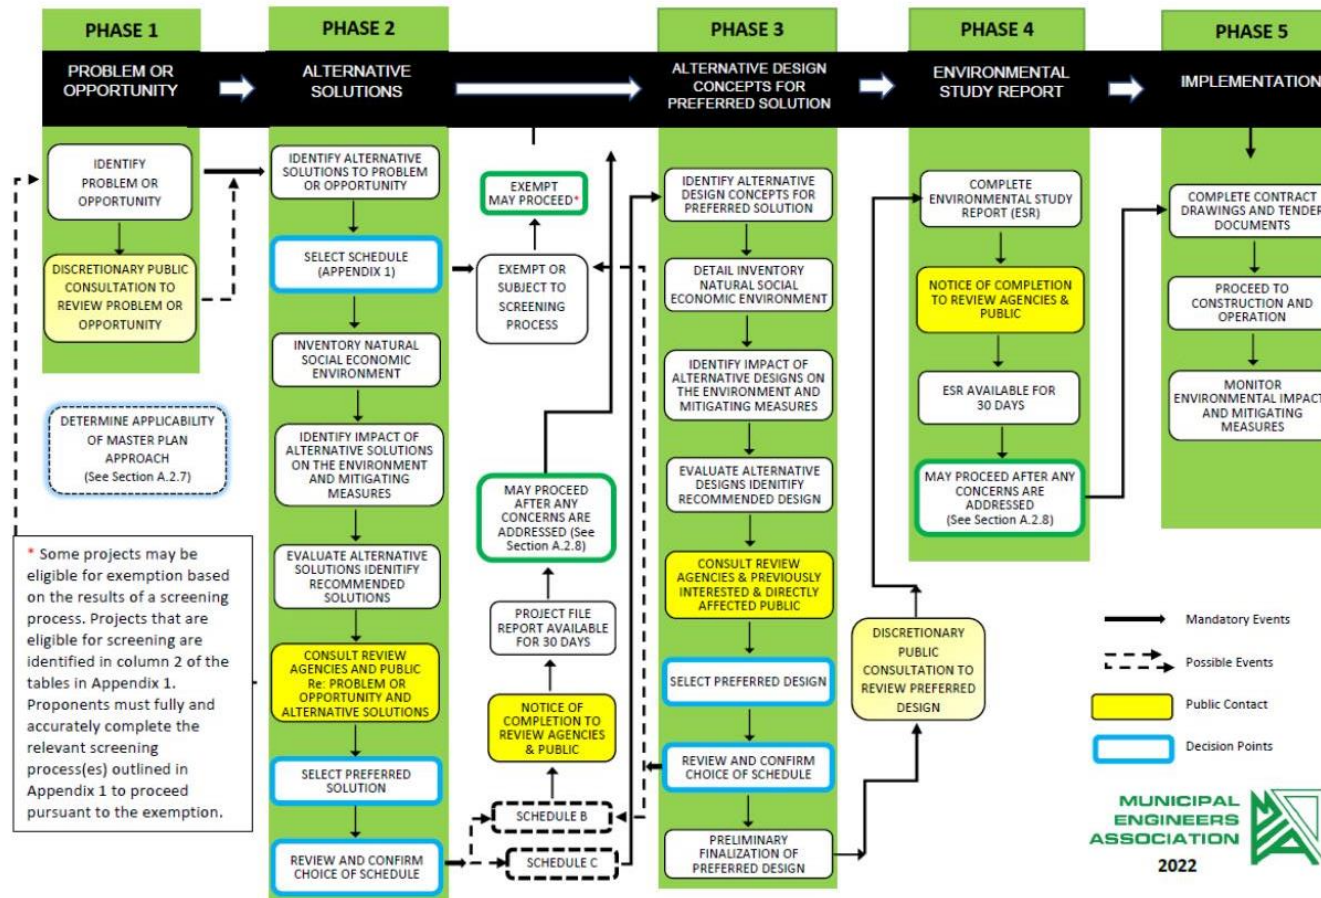 PHASE 1
PROBLEM OR
OPPORTUNITY
IDENTIFY
PROBLEM OR
OPPORTUNITY
DISCRETIONARY PUBLIC
CONSULTATION TO
REVIEW PROBLEM OR
OPPORTUNITY
DETERMINE APPLICABILITY
OF MASTER PLAN
APPROACH
(See Section A.2.7)
* Some projects may be
eligible for exemption based
on the results of a screening
process. Projects that are
eligible for screening are
identified in column 2 of the
tables in Appendix 1.
Proponents must fully and
accurately complete the
relevant screening
process(es) outlined in
Appendix 1 to proceed
pursuant to the exemption.
PHASE 2
ALTERNATIVE
SOLUTIONS
IDENTIFY ALTERNATIVE
SOLUTIONS TO PROBLEM
OR OPPORTUNITY
SELECT SCHEDULE
(APPENDIX 1)
INVENTORY NATURAL
SOCIAL ECONOMIC
ENVIRONMENT
IDENTIFY IMPACT OF
ALTERNATIVE SOLUTIONS
ON THE ENVIRONMENT
AND MITIGATING
MEASURES
EVALUATE ALTERNATIVE
SOLUTIONS IDENITIFY
RECOMMENDED
SOLUTIONS
CONSULT REVIEW
AGENCIES AND PUBLIC
Re: PROBLEM OR
OPPORTUNITY AND
ALTERNATIVE SOLUTIONS
SELECT PREFERRED
SOLUTION
REVIEW AND CONFIRM
CHOICE OF SCHEDULE
EXEMPT
MAY PROCEED*
EXEMPT OR
SUBJECT TO
SCREENING
PROCESS
MAY PROCEED
AFTER ANY
CONCERNS ARE
ADDRESSED (See
Section A.2.8)
PROJECT FILE
REPORT AVAILABLE
FOR 30 DAYS
NOTICE OF
COMPLETION TO
REVIEW AGENCIES
& PUBLIC
SCHEDULE B
SCHEDULE C
PHASE 3
ALTERNATIVE DESIGN
CONCEPTS FOR
PREFERRED SOLUTION
IDENTIFY ALTERNATIVE
DESIGN CONCEPTS FOR
PREFERRED SOLUTION
DETAIL INVENTORY
NATURAL SOCIAL
ECONOMIC ENVIRONMENT
IDENTIFY IMPACT OF
ALTERNATIVE DESIGNS ON
THE ENVIRONMENT AND
MITIGATING MEASURES
EVALUATE ALTERNATIVE
DESIGNS IDENITIFY
RECOMMENDED DESIGN
CONSULT REVIEW
AGENCIES & PREVIOUSLY
INTERESTED & DIRECTLY
AFFECTED PUBLIC
SELECT PREFERRED DESIGN
REVIEW AND CONFIRM
CHOICE OF SCHEDULE
PRELIMINARY
FINALIZATION OF
PREFERRED DESIGN
PHASE 4
ENVIRONMENTAL
STUDY REPORT
COMPLETE
ENVIRONMENTAL STUDY
REPORT (ESR)
NOTICE OF COMPLETION
TO REVIEW AGENCIES &
PUBLIC
ESR AVAILABLE FOR
30 DAYS
MAY PROCEED AFTER ANY
CONCERNS ARE
ADDRESSED
(See Section A.2.8)
DISCRETIONARY
PUBLIC
CONSULTATION TO
REVIEW PREFERRED
DESIGN
PHASE 5
IMPLEMENTATION
COMPLETE CONTRACT
DRAWINGS AND TENDER
DOCUMENTS
PROCEED TO
CONSTRUCTION AND
OPERATION
MONITOR
ENVIRONMENTAL IMPACT
AND MITIGATING
MEASURES
Mandatory Events
Possible Events
Public Contact
Decision Points
MUNICIPAL
ENGINEERS
ASSOCIATION
2022